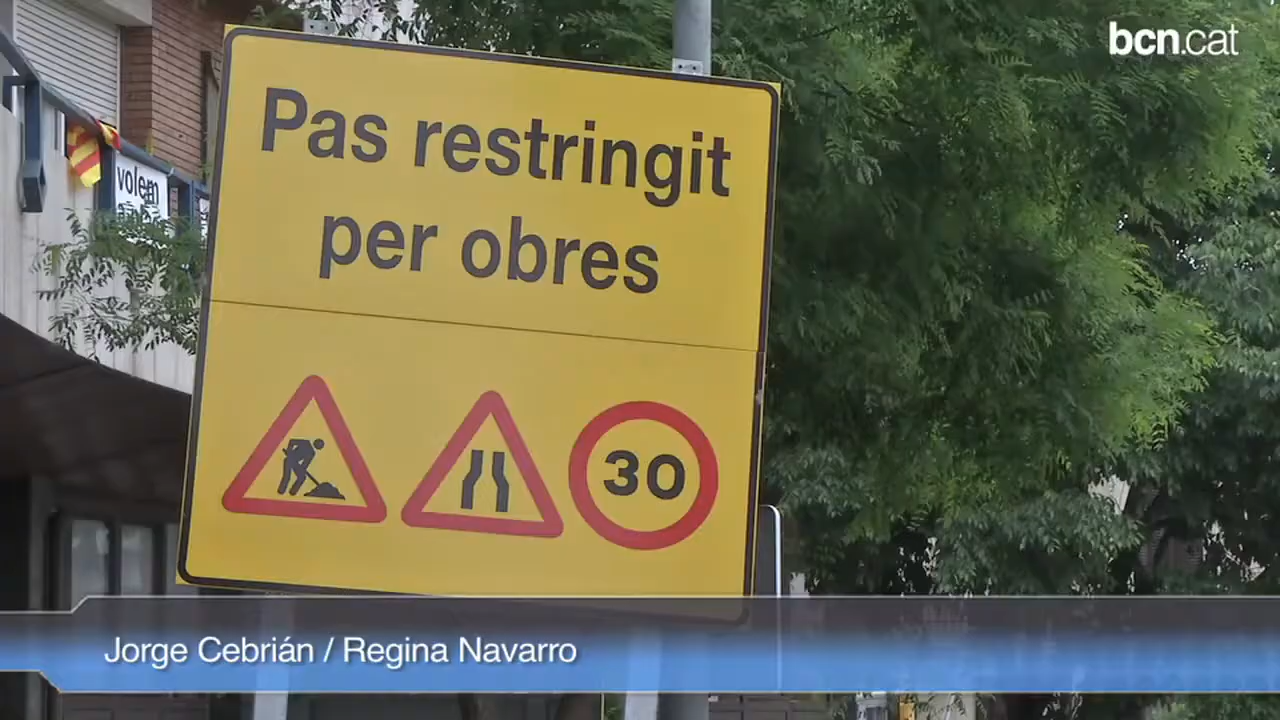 bcn.cat
Pas restringit
per obres
volem
30
Jorge Cebrián / Regina Navarro